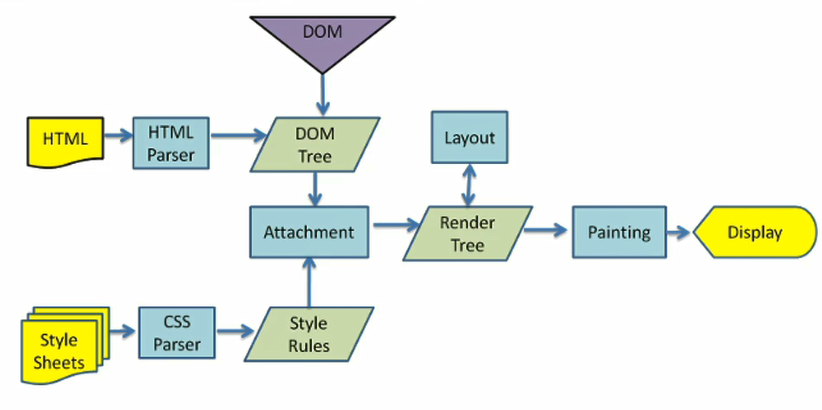 DOM
HTML
HTML
Parser
DOM
Tree
Layout
Attachment
Render
Tree
Painting
Display
Style
Sheets
CSS
Parser
Style
Rules